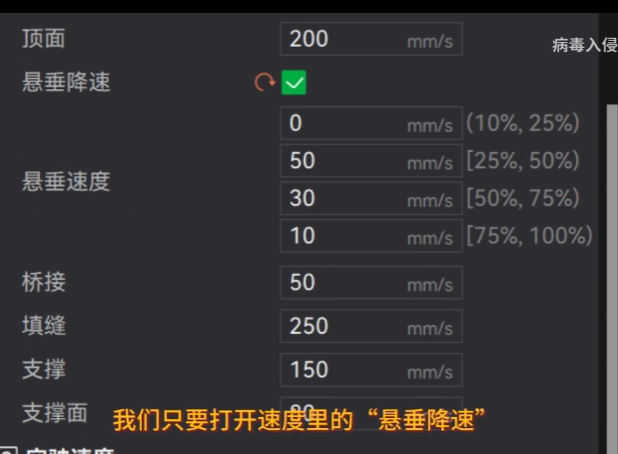 顶面 200 mm/s
病毒入侵
悬垂降速
0 mm/s (10%, 25%)
50 mm/s [25%, 50%)
悬垂速度
30 mm/s [50%, 75%)
10 mm/s [75%, 100%)
桥接 50 mm/s
填缝 250 mm/s
支撑 150 mm/s
支撑面 80
我们只要打开速度里的“悬垂降速”